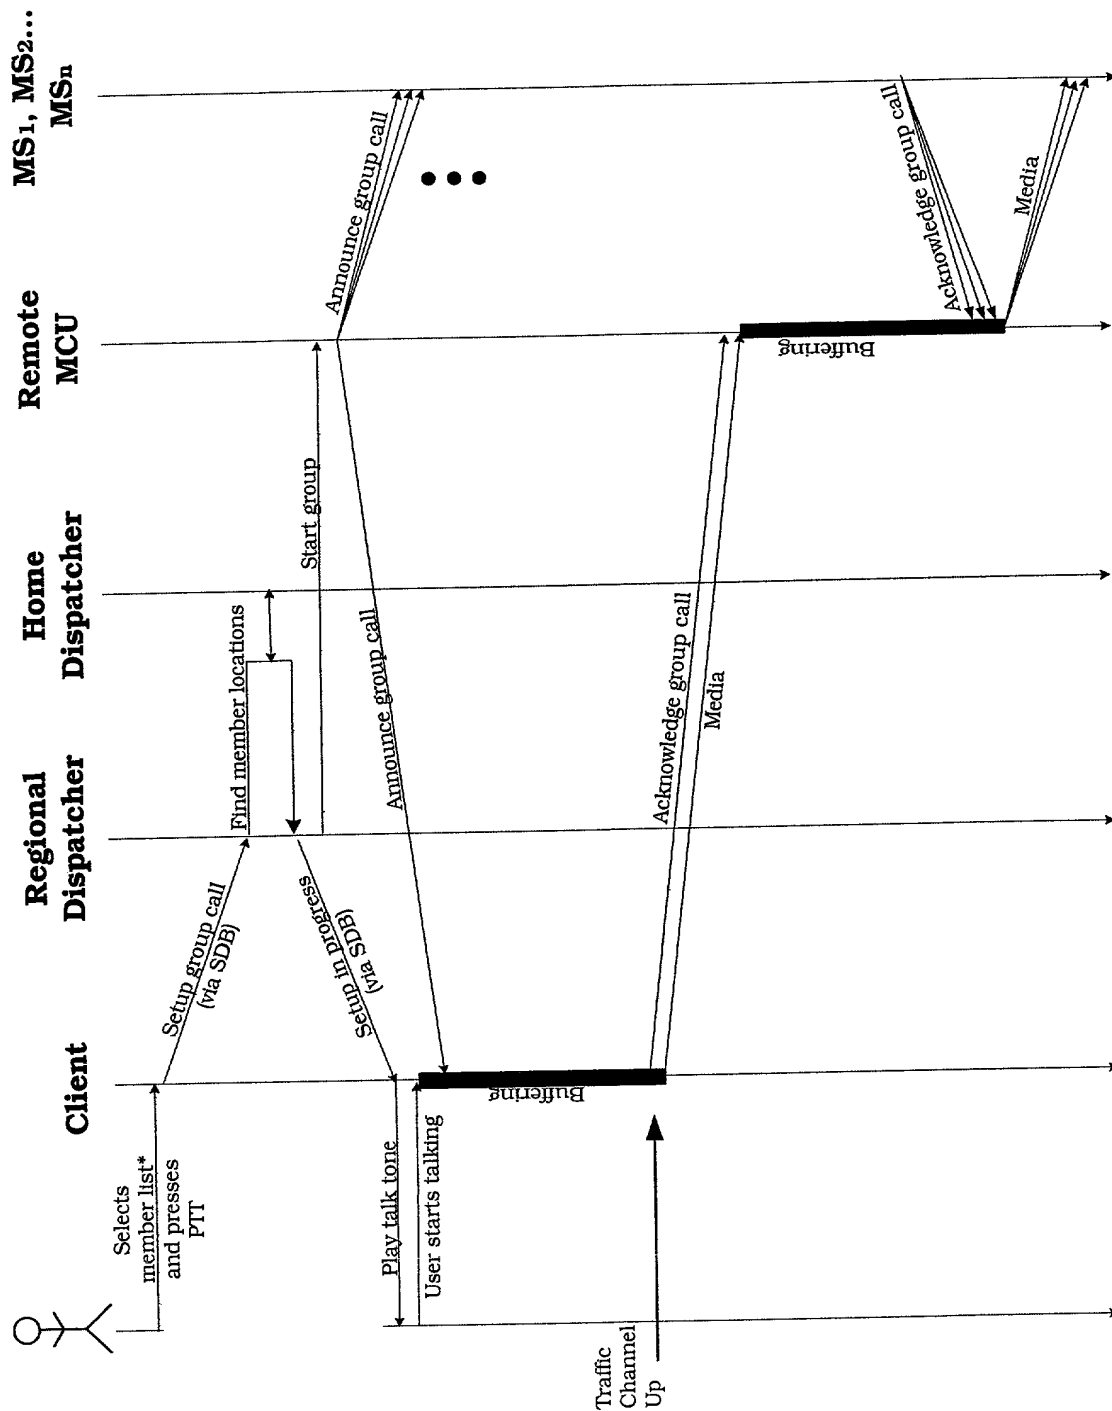 Client
Regional
Dispatcher
Home
Dispatcher
Remote
MCU
MS1, MS2...
MSn
Selects
member list*
and presses
PTT
Setup group call
(via SDB)
Find member locations
Setup in progress
(via SDB)
Start group
Announce group call
Announce group call
Play talk tone
User starts talking
Buffering
Traffic
Channel
Up
Acknowledge group call
Media
Buffering
Acknowledge group call
Media